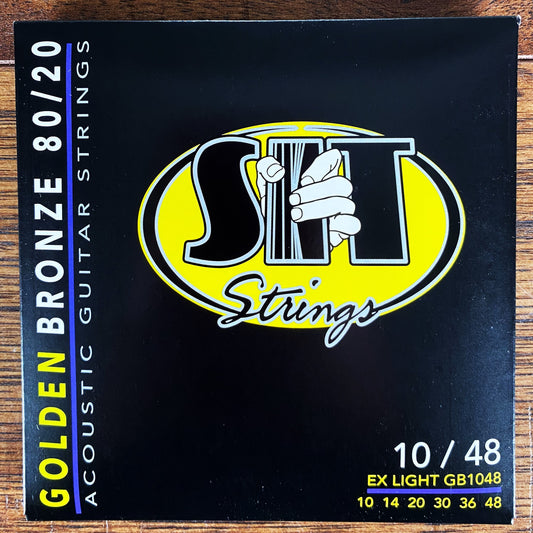 GOLDEN BRONZE 80/20
ACOUSTIC GUITAR STRINGS
SIT
Strings
10 / 48
EX LIGHT GB1048
10 14 20 30 36 48